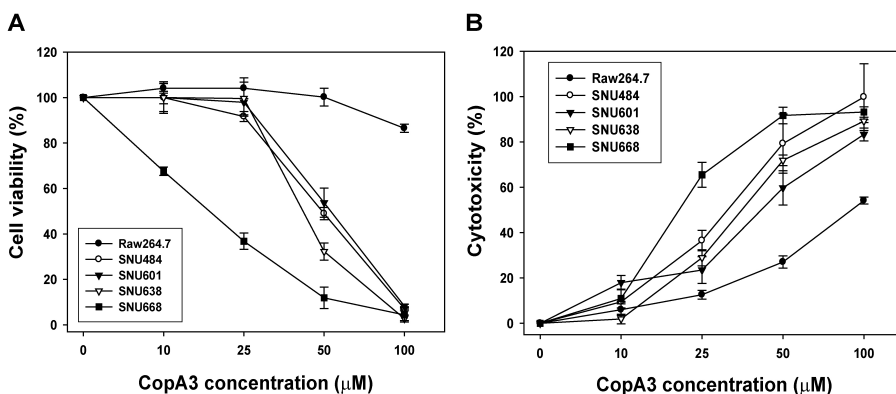 A
120
100
80
60
40
20
0
Cell viability (%)
Raw264.7
SNU484
SNU601
SNU638
SNU668
0 10 25 50 100
CopA3 concentration (μM)
B
120
100
80
60
40
20
0
Cytotoxicity (%)
Raw264.7
SNU484
SNU601
SNU638
SNU668
0 10 25 50 100
CopA3 concentration (μM)